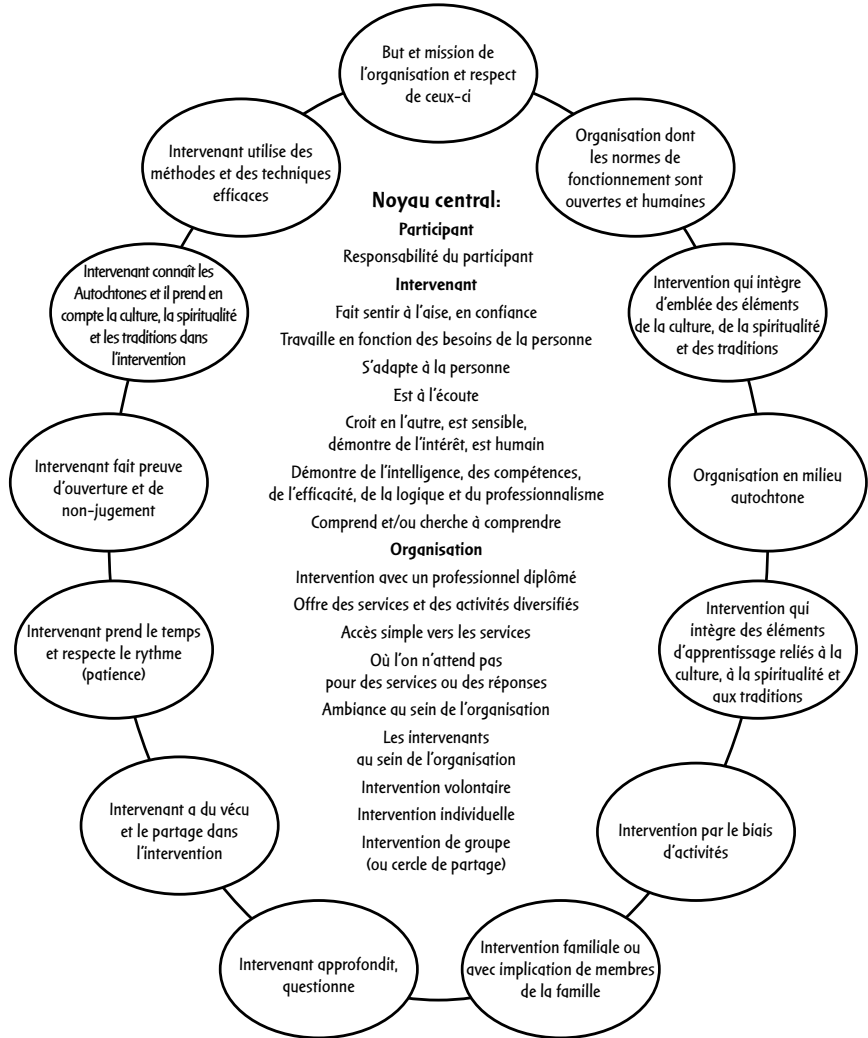 But et mission de
l'organisation et respect
de ceux-ci
Organisation dont
les normes de
fonctionnement sont
ouvertes et humaines
Intervention qui intègre
d'emblée des éléments
de la culture, de la spiritualité
et des traditions
Organisation en milieu
autochtone
Intervention qui
intègre des éléments
d'apprentissage reliés à la
culture, à la spiritualité et
aux traditions
Intervention par le biais
d'activités
Intervention familiale ou
avec implication de membres
de la famille
Intervenant approfondit,
questionne
Intervenant a du vécu
et le partage dans
l'intervention
Intervenant prend le temps
et respecte le rythme
(patience)
Intervenant fait preuve
d'ouverture et de
non-jugement
Intervenant connaît les
Autochtones et il prend en
compte la culture, la spiritualité
et les traditions dans
l'intervention
Intervenant utilise des
méthodes et des techniques
efficaces
Noyau central:
Participant
Responsabilité du participant
Intervenant
Fait sentir à l'aise, en confiance
Travaille en fonction des besoins de la personne
S'adapte à la personne
Est à l'écoute
Croit en l'autre, est sensible,
démontre de l'intérêt, est humain
Démontre de l'intelligence, des compétences,
de l'efficacité, de la logique et du professionnalisme
Comprend et/ou cherche à comprendre
Organisation
Intervention avec un professionnel diplômé
Offre des services et des activités diversifiés
Accès simple vers les services
Où l'on n'attend pas
pour des services ou des réponses
Ambiance au sein de l'organisation
Les intervenants
au sein de l'organisation
Intervention volontaire
Intervention individuelle
Intervention de groupe
(ou cercle de partage)